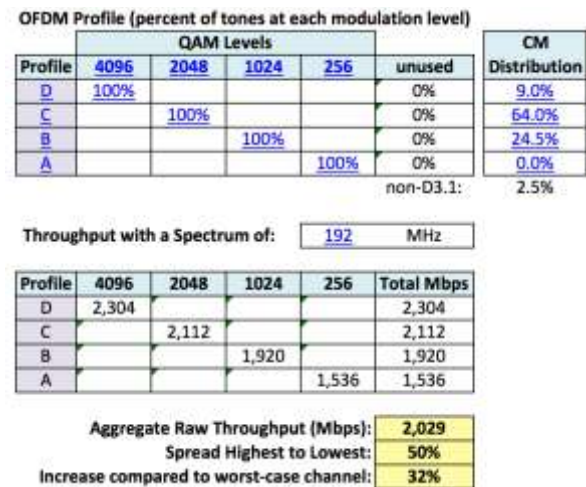 OFDM Profile (percent of tones at each modulation level)
QAM Levels CM
Profile 4096 2048 1024 256 unused Distribution
D 100% 0% 9.0%
C 100% 0% 64.0%
B 100% 0% 24.5%
A 100% 0% 0.0%
non-D3.1: 2.5%
Throughput with a Spectrum of: 192 MHz
Profile 4096 2048 1024 256 Total Mbps
D 2,304 2,304
C 2,112 2,112
B 1,920 1,920
A 1,536 1,536
Aggregate Raw Throughput (Mbps): 2,029
Spread Highest to Lowest: 50%
Increase compared to worst-case channel: 32%